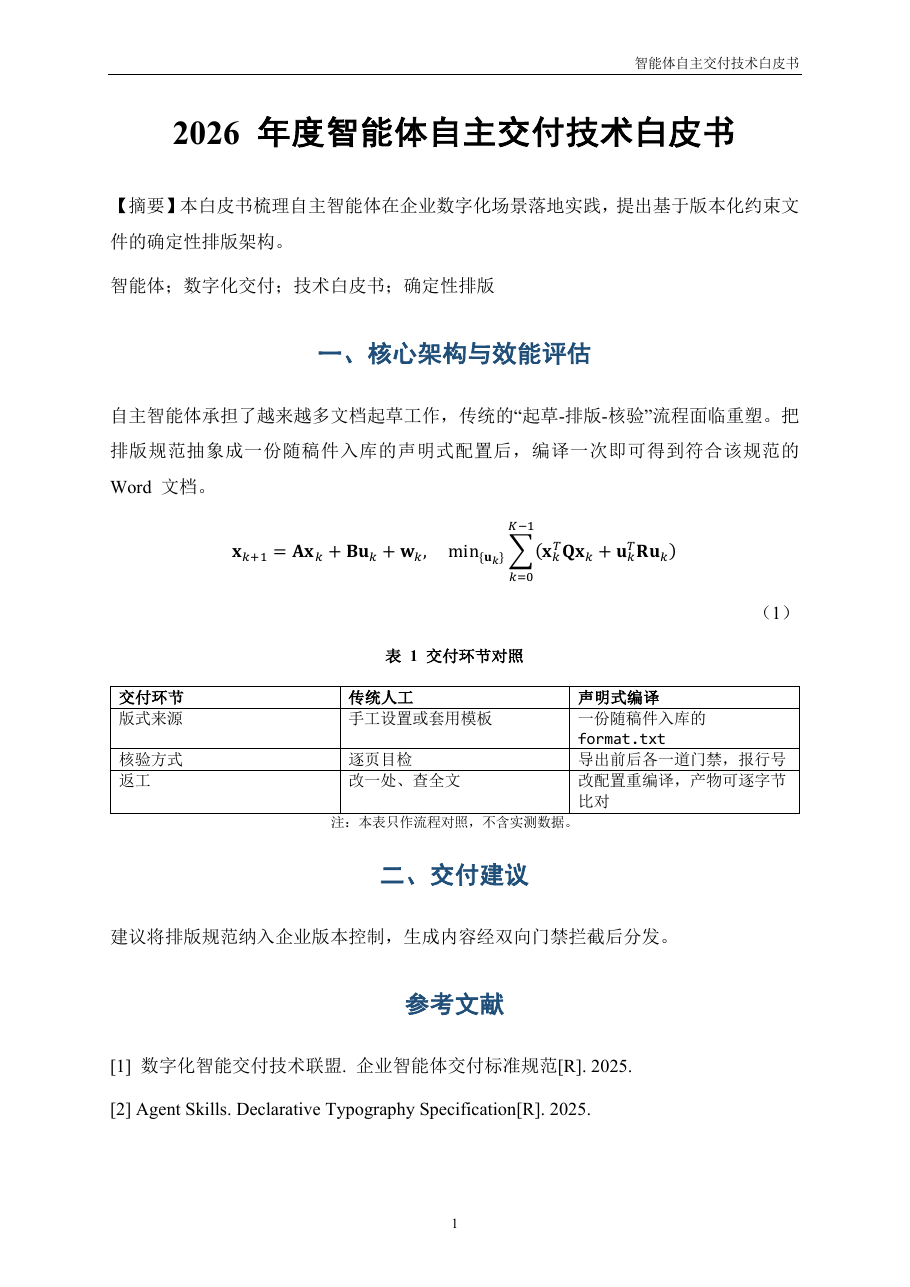 智能体自主交付技术白皮书
2026 年度智能体自主交付技术白皮书
【摘要】本白皮书梳理自主智能体在企业数字化场景落地实践，提出基于版本化约束文
件的确定性排版架构。
智能体；数字化交付；技术白皮书；确定性排版
一、核心架构与效能评估
自主智能体承担了越来越多文档起草工作，传统的“起草-排版-核验”流程面临重塑。把
排版规范抽象成一份随稿件入库的声明式配置后，编译一次即可得到符合该规范的
Word 文档。
𝐱ₖ₊₁ = 𝐀𝐱ₖ + 𝐁𝐮ₖ + 𝐰ₖ, min_{𝐮ₖ} ∑_{k=0}^{K−1} (𝐱ₖᵀ𝐐𝐱ₖ + 𝐮ₖᵀ𝐑𝐮ₖ)
（1）
表 1 交付环节对照
交付环节 传统人工 声明式编译
版式来源 手工设置或套用模板 一份随稿件入库的
format.txt
核验方式 逐页目检 导出前后各一道门禁，报行号
返工 改一处、查全文 改配置重编译，产物可逐字节
比对
注：本表只作流程对照，不含实测数据。
二、交付建议
建议将排版规范纳入企业版本控制，生成内容经双向门禁拦截后分发。
参考文献
[1] 数字化智能交付技术联盟. 企业智能体交付标准规范[R]. 2025.
[2] Agent Skills. Declarative Typography Specification[R]. 2025.
1